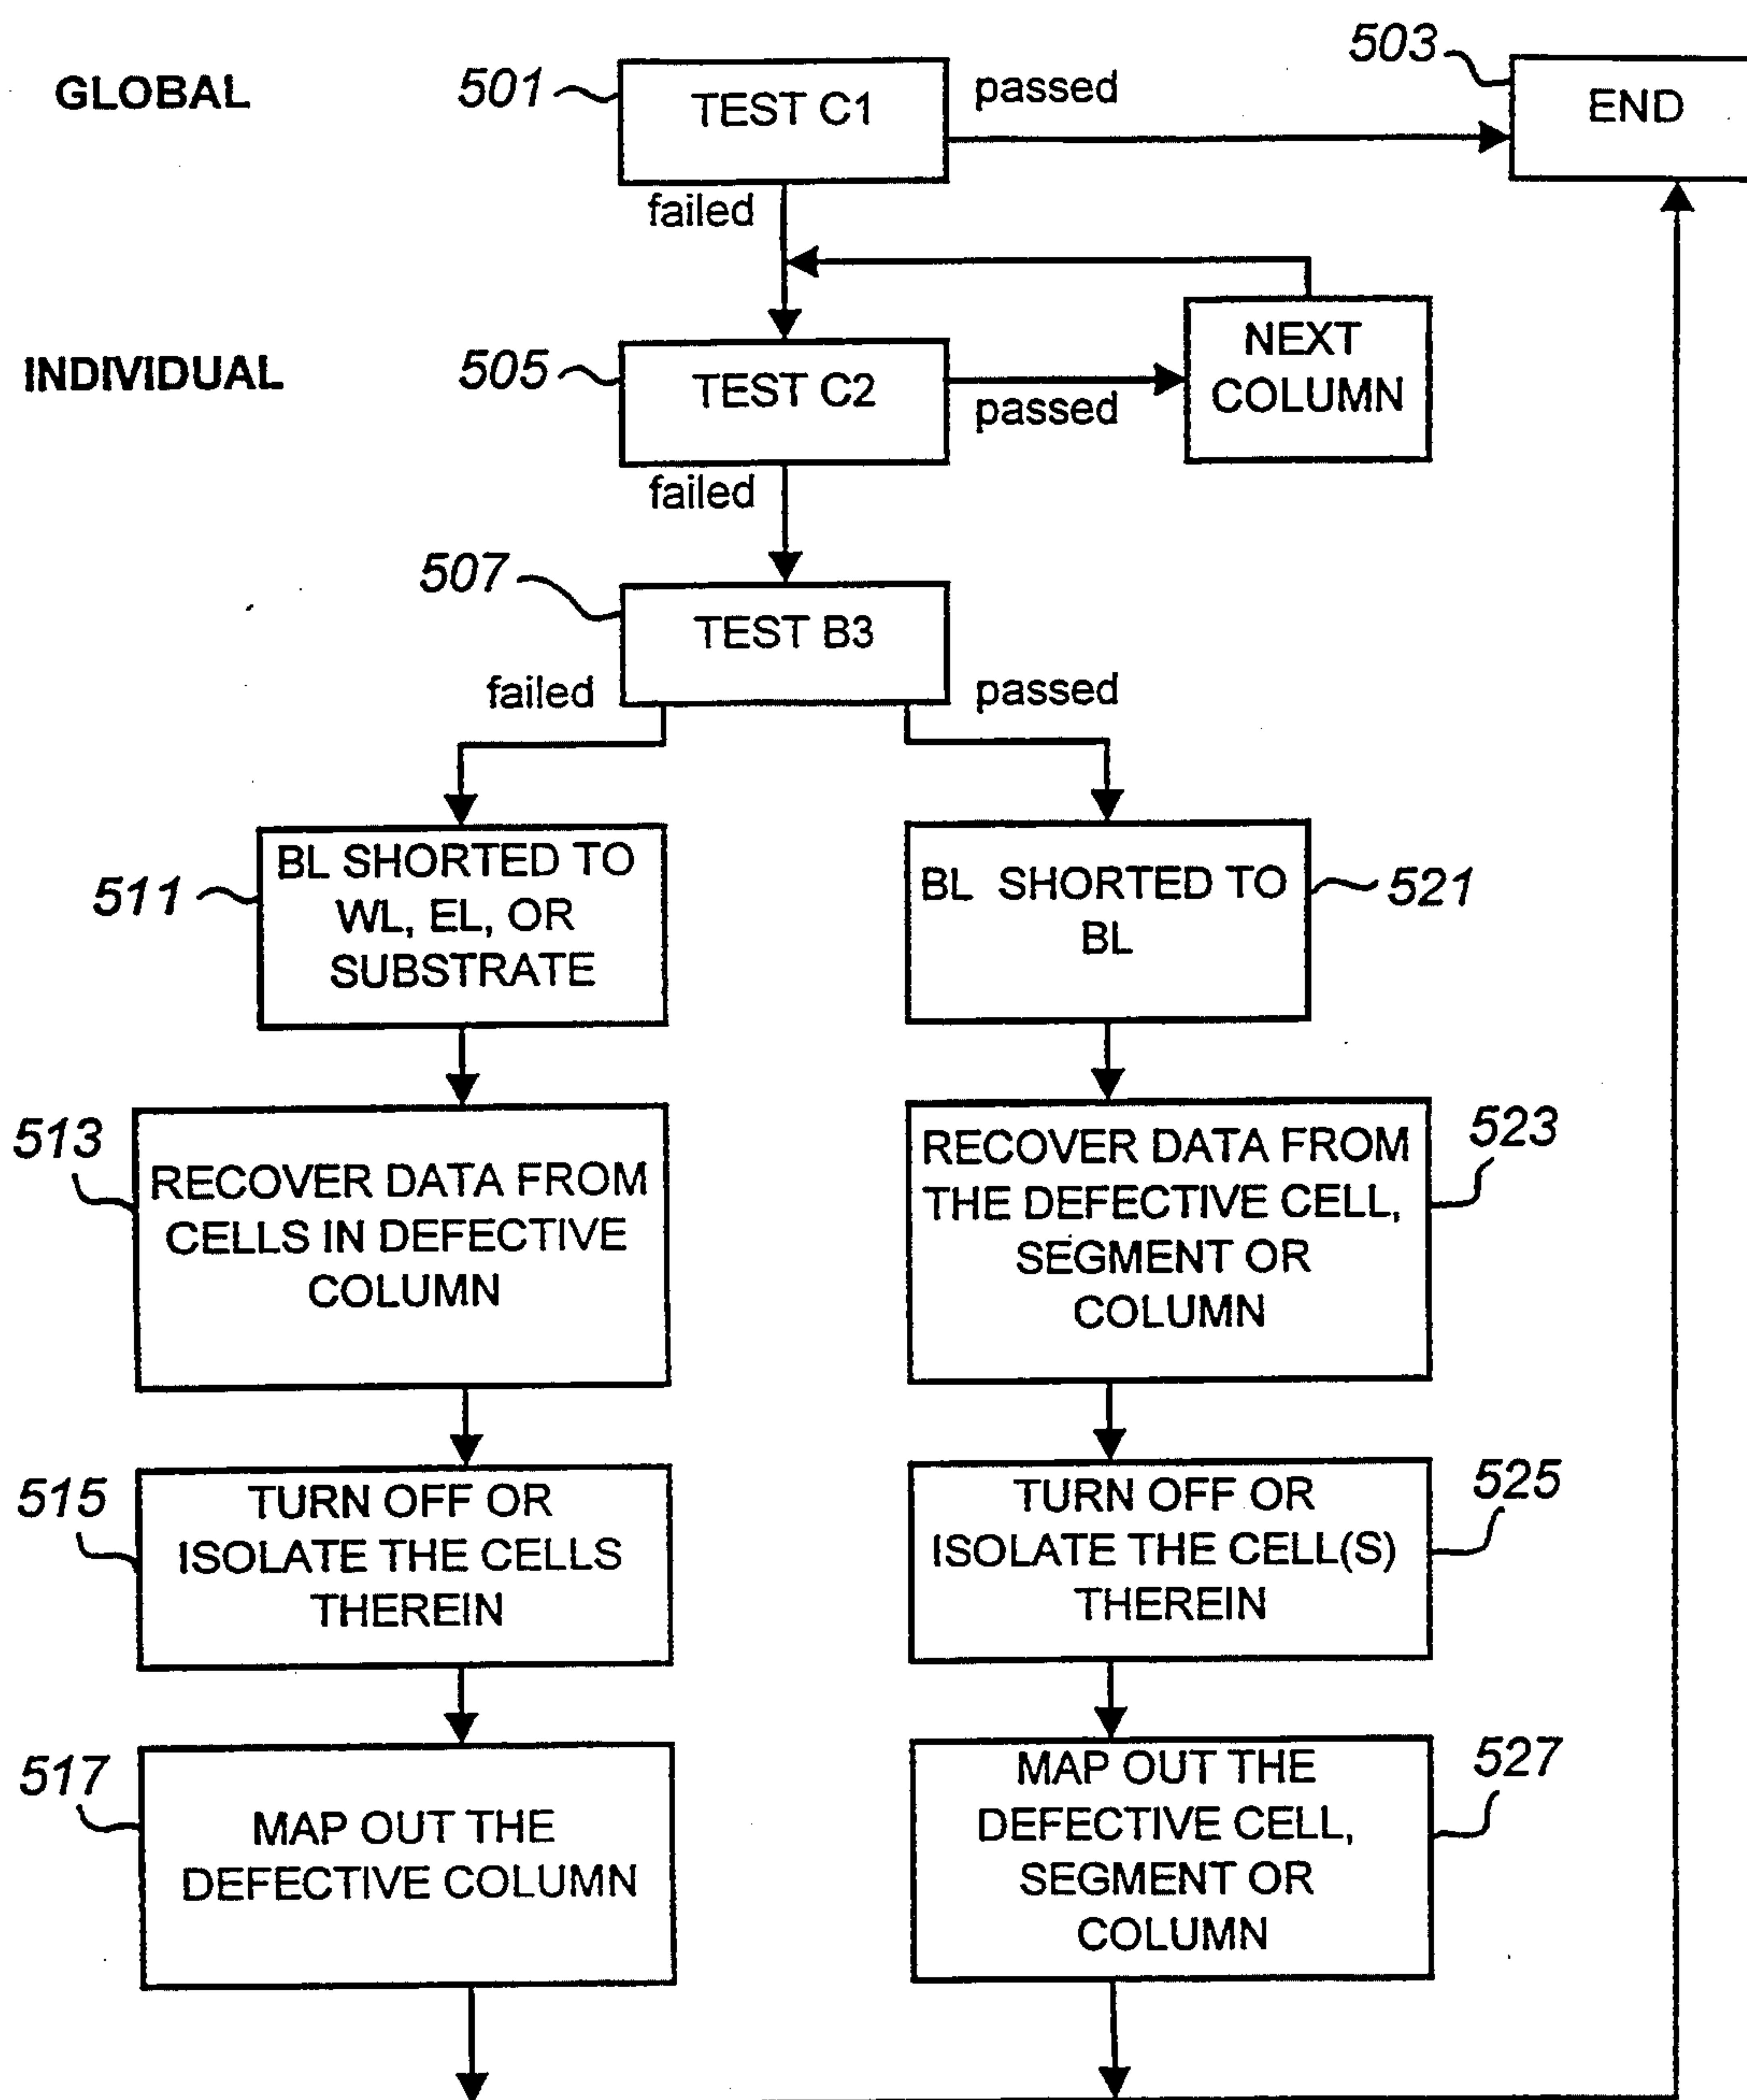 GLOBAL
501
TEST C1
passed
503
END
failed
INDIVIDUAL
505
TEST C2
passed
NEXT
COLUMN
failed
507
TEST B3
failed
passed
511
BL SHORTED TO
WL, EL, OR
SUBSTRATE
BL SHORTED TO
BL
521
513
RECOVER DATA FROM
CELLS IN DEFECTIVE
COLUMN
RECOVER DATA FROM
THE DEFECTIVE CELL,
SEGMENT OR
COLUMN
523
515
TURN OFF OR
ISOLATE THE CELLS
THEREIN
TURN OFF OR
ISOLATE THE CELL(S)
THEREIN
525
517
MAP OUT THE
DEFECTIVE COLUMN
MAP OUT THE
DEFECTIVE CELL,
SEGMENT OR
COLUMN
527